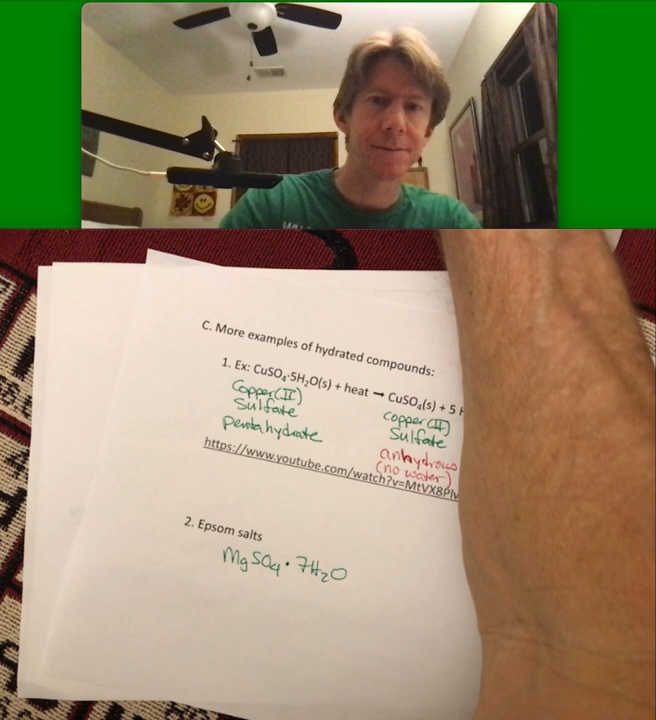 C. More examples of hydrated compounds:
1. Ex: CuSO₄·5H₂O(s) + heat → CuSO₄(s) + 5 H
Copper (II)
Sulfate
pentahydrate
copper (II)
Sulfate
anhydrous
(no water)
https://www.youtube.com/watch?v=MtVX8Plv
2. Epsom salts
MgSO₄ · 7H₂O